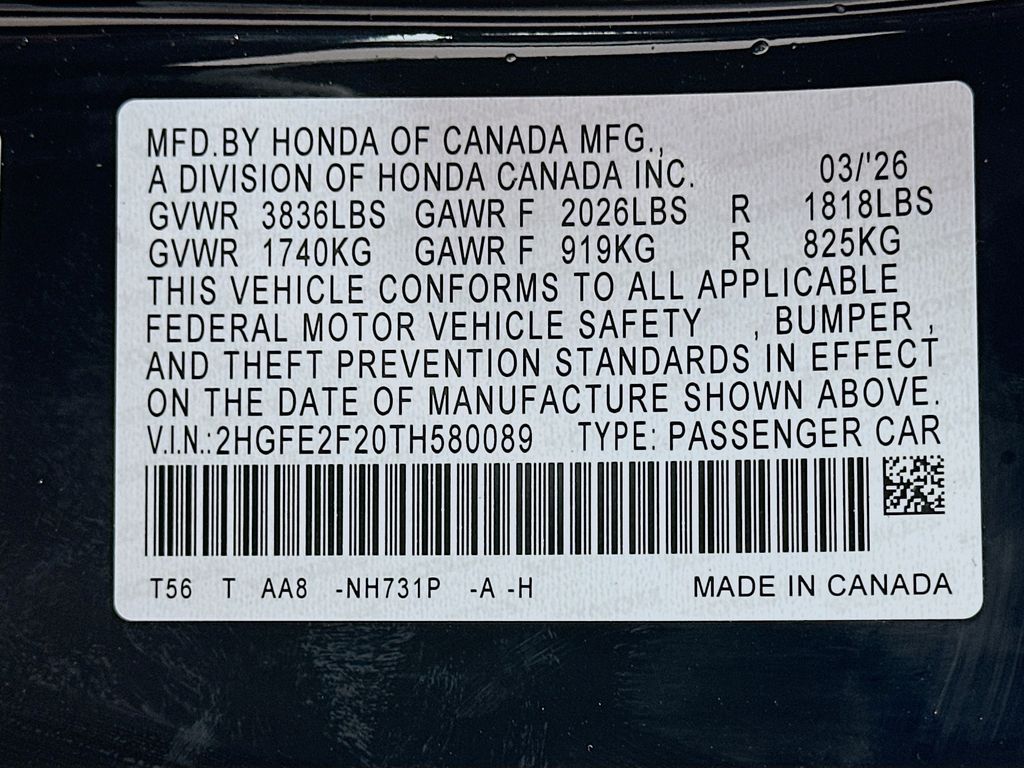 MFD.BY HONDA OF CANADA MFG.,
A DIVISION OF HONDA CANADA INC. 03/'26
GVWR 3836LBS GAWR F 2026LBS R 1818LBS
GVWR 1740KG GAWR F 919KG R 825KG
THIS VEHICLE CONFORMS TO ALL APPLICABLE
FEDERAL MOTOR VEHICLE SAFETY , BUMPER ,
AND THEFT PREVENTION STANDARDS IN EFFECT
ON THE DATE OF MANUFACTURE SHOWN ABOVE.
V.I.N.:2HGFE2F20TH580089 TYPE: PASSENGER CAR
T56 T AA8 -NH731P -A -H MADE IN CANADA